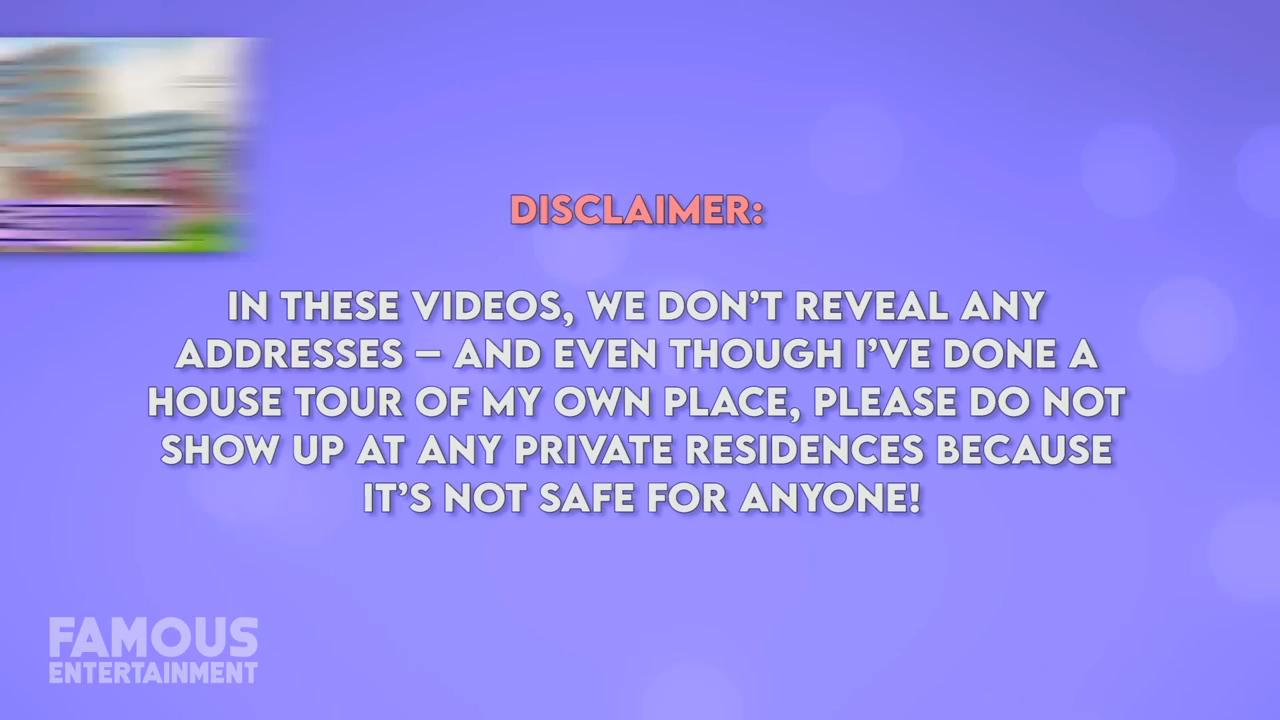 DISCLAIMER:
IN THESE VIDEOS, WE DON'T REVEAL ANY
ADDRESSES – AND EVEN THOUGH I'VE DONE A
HOUSE TOUR OF MY OWN PLACE, PLEASE DO NOT
SHOW UP AT ANY PRIVATE RESIDENCES BECAUSE
IT'S NOT SAFE FOR ANYONE!
FAMOUS
ENTERTAINMENT